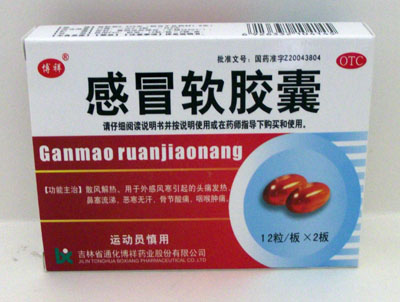 博祥®
批准文号：国药准字Z20043804
OTC
感冒软胶囊
请仔细阅读说明书并按说明使用或在药师指导下购买和使用。
Ganmao ruanjiaonang
【功能主治】散风解热。用于外感风寒引起的头痛发热、
鼻塞流涕、恶寒无汗、骨节酸痛、咽喉肿痛。
12粒/板×2板
运动员慎用
吉林省通化博祥药业股份有限公司
JILIN TONGHUA BOXIANG PHARMACEUTICAL CO.,LTD